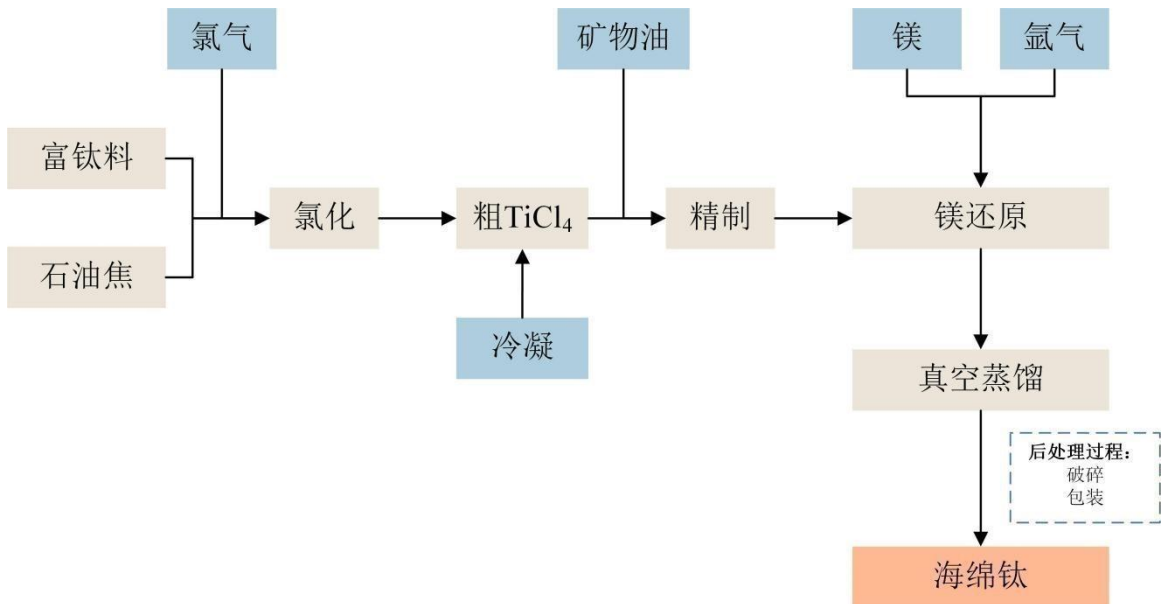 氯气
矿物油
镁
氩气
富钛料
石油焦
氯化
粗TiCl₄
精制
镁还原
冷凝
真空蒸馏
后处理过程：
破碎
包装
海绵钛